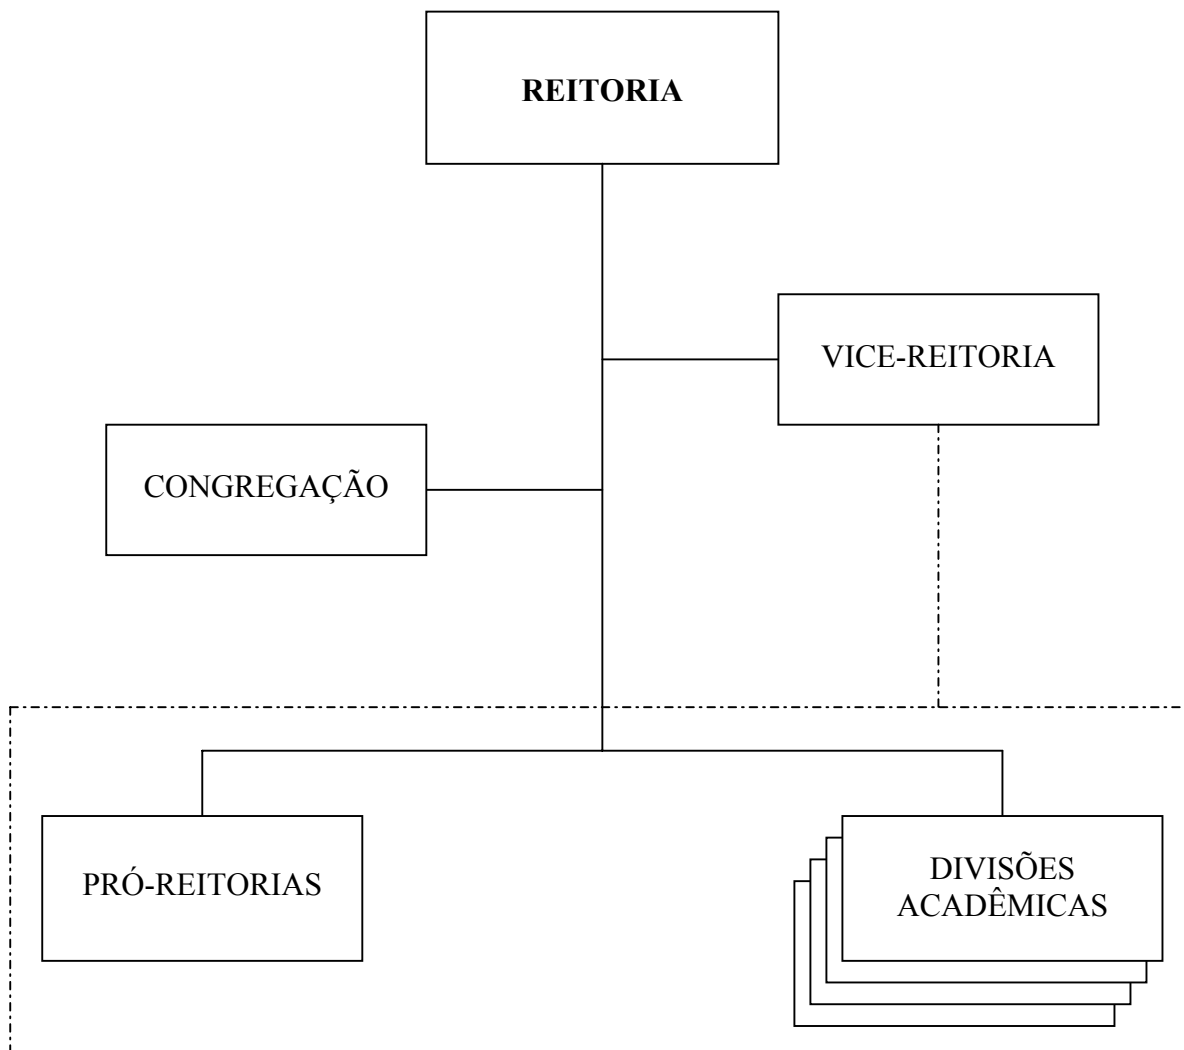 REITORIA
VICE-REITORIA
CONGREGAÇÃO
PRÓ-REITORIAS
DIVISÕES
ACADÊMICAS